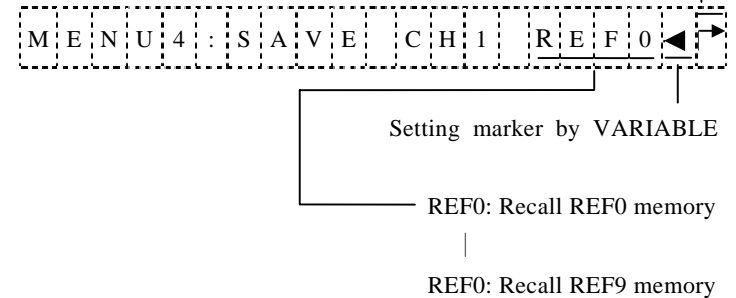 MENU4:SAVE CH1 REF0◀
Setting marker by VARIABLE
REF0: Recall REF0 memory
REF0: Recall REF9 memory